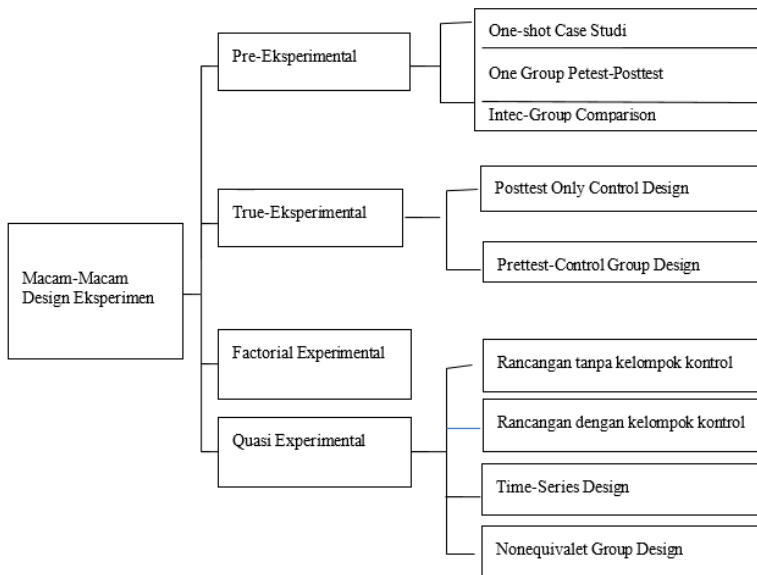 One-shot Case Studi
Pre-Eksperimental
One Group Petest-Posttest
Intec-Group Comparison
True-Eksperimental
Posttest Only Control Design
Prettest-Control Group Design
Macam-Macam
Design Eksperimen
Factorial Experimental
Rancangan tanpa kelompok kontrol
Quasi Experimental
Rancangan dengan kelompok kontrol
Time-Series Design
Nonequivalet Group Design